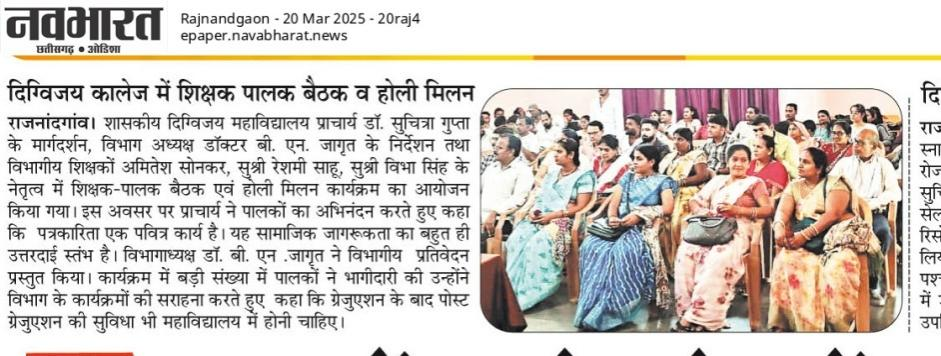 नवभारत
छत्तीसगढ़ • ओडिशा
Rajnandgaon - 20 Mar 2025 - 20raj4
epaper.navabharat.news
दिग्विजय कालेज में शिक्षक पालक बैठक व होली मिलन
राजनांदगांव। शासकीय दिग्विजय महाविद्यालय प्राचार्य डॉ. सुचित्रा गुप्ता
के मार्गदर्शन, विभाग अध्यक्ष डॉक्टर बी. एन. जागृत के निर्देशन तथा
विभागीय शिक्षकों अमितेश सोनकर, सुश्री रेशमी साहू, सुश्री विभा सिंह के
नेतृत्व में शिक्षक-पालक बैठक एवं होली मिलन कार्यक्रम का आयोजन
किया गया। इस अवसर पर प्राचार्य ने पालकों का अभिनंदन करते हुए कहा
कि पत्रकारिता एक पवित्र कार्य है। यह सामाजिक जागरूकता का बहुत ही
उत्तरदाई स्तंभ है। विभागाध्यक्ष डॉ. बी. एन .जागृत ने विभागीय प्रतिवेदन
प्रस्तुत किया। कार्यक्रम में बड़ी संख्या में पालकों ने भागीदारी की उन्होंने
विभाग के कार्यक्रमों की सराहना करते हुए कहा कि ग्रेजुएशन के बाद पोस्ट
ग्रेजुएशन की सुविधा भी महाविद्यालय में होनी चाहिए।
दि
राज
स्ना
रोज
सुचि
सेल
रिसे
लिय
पश
में
उपि